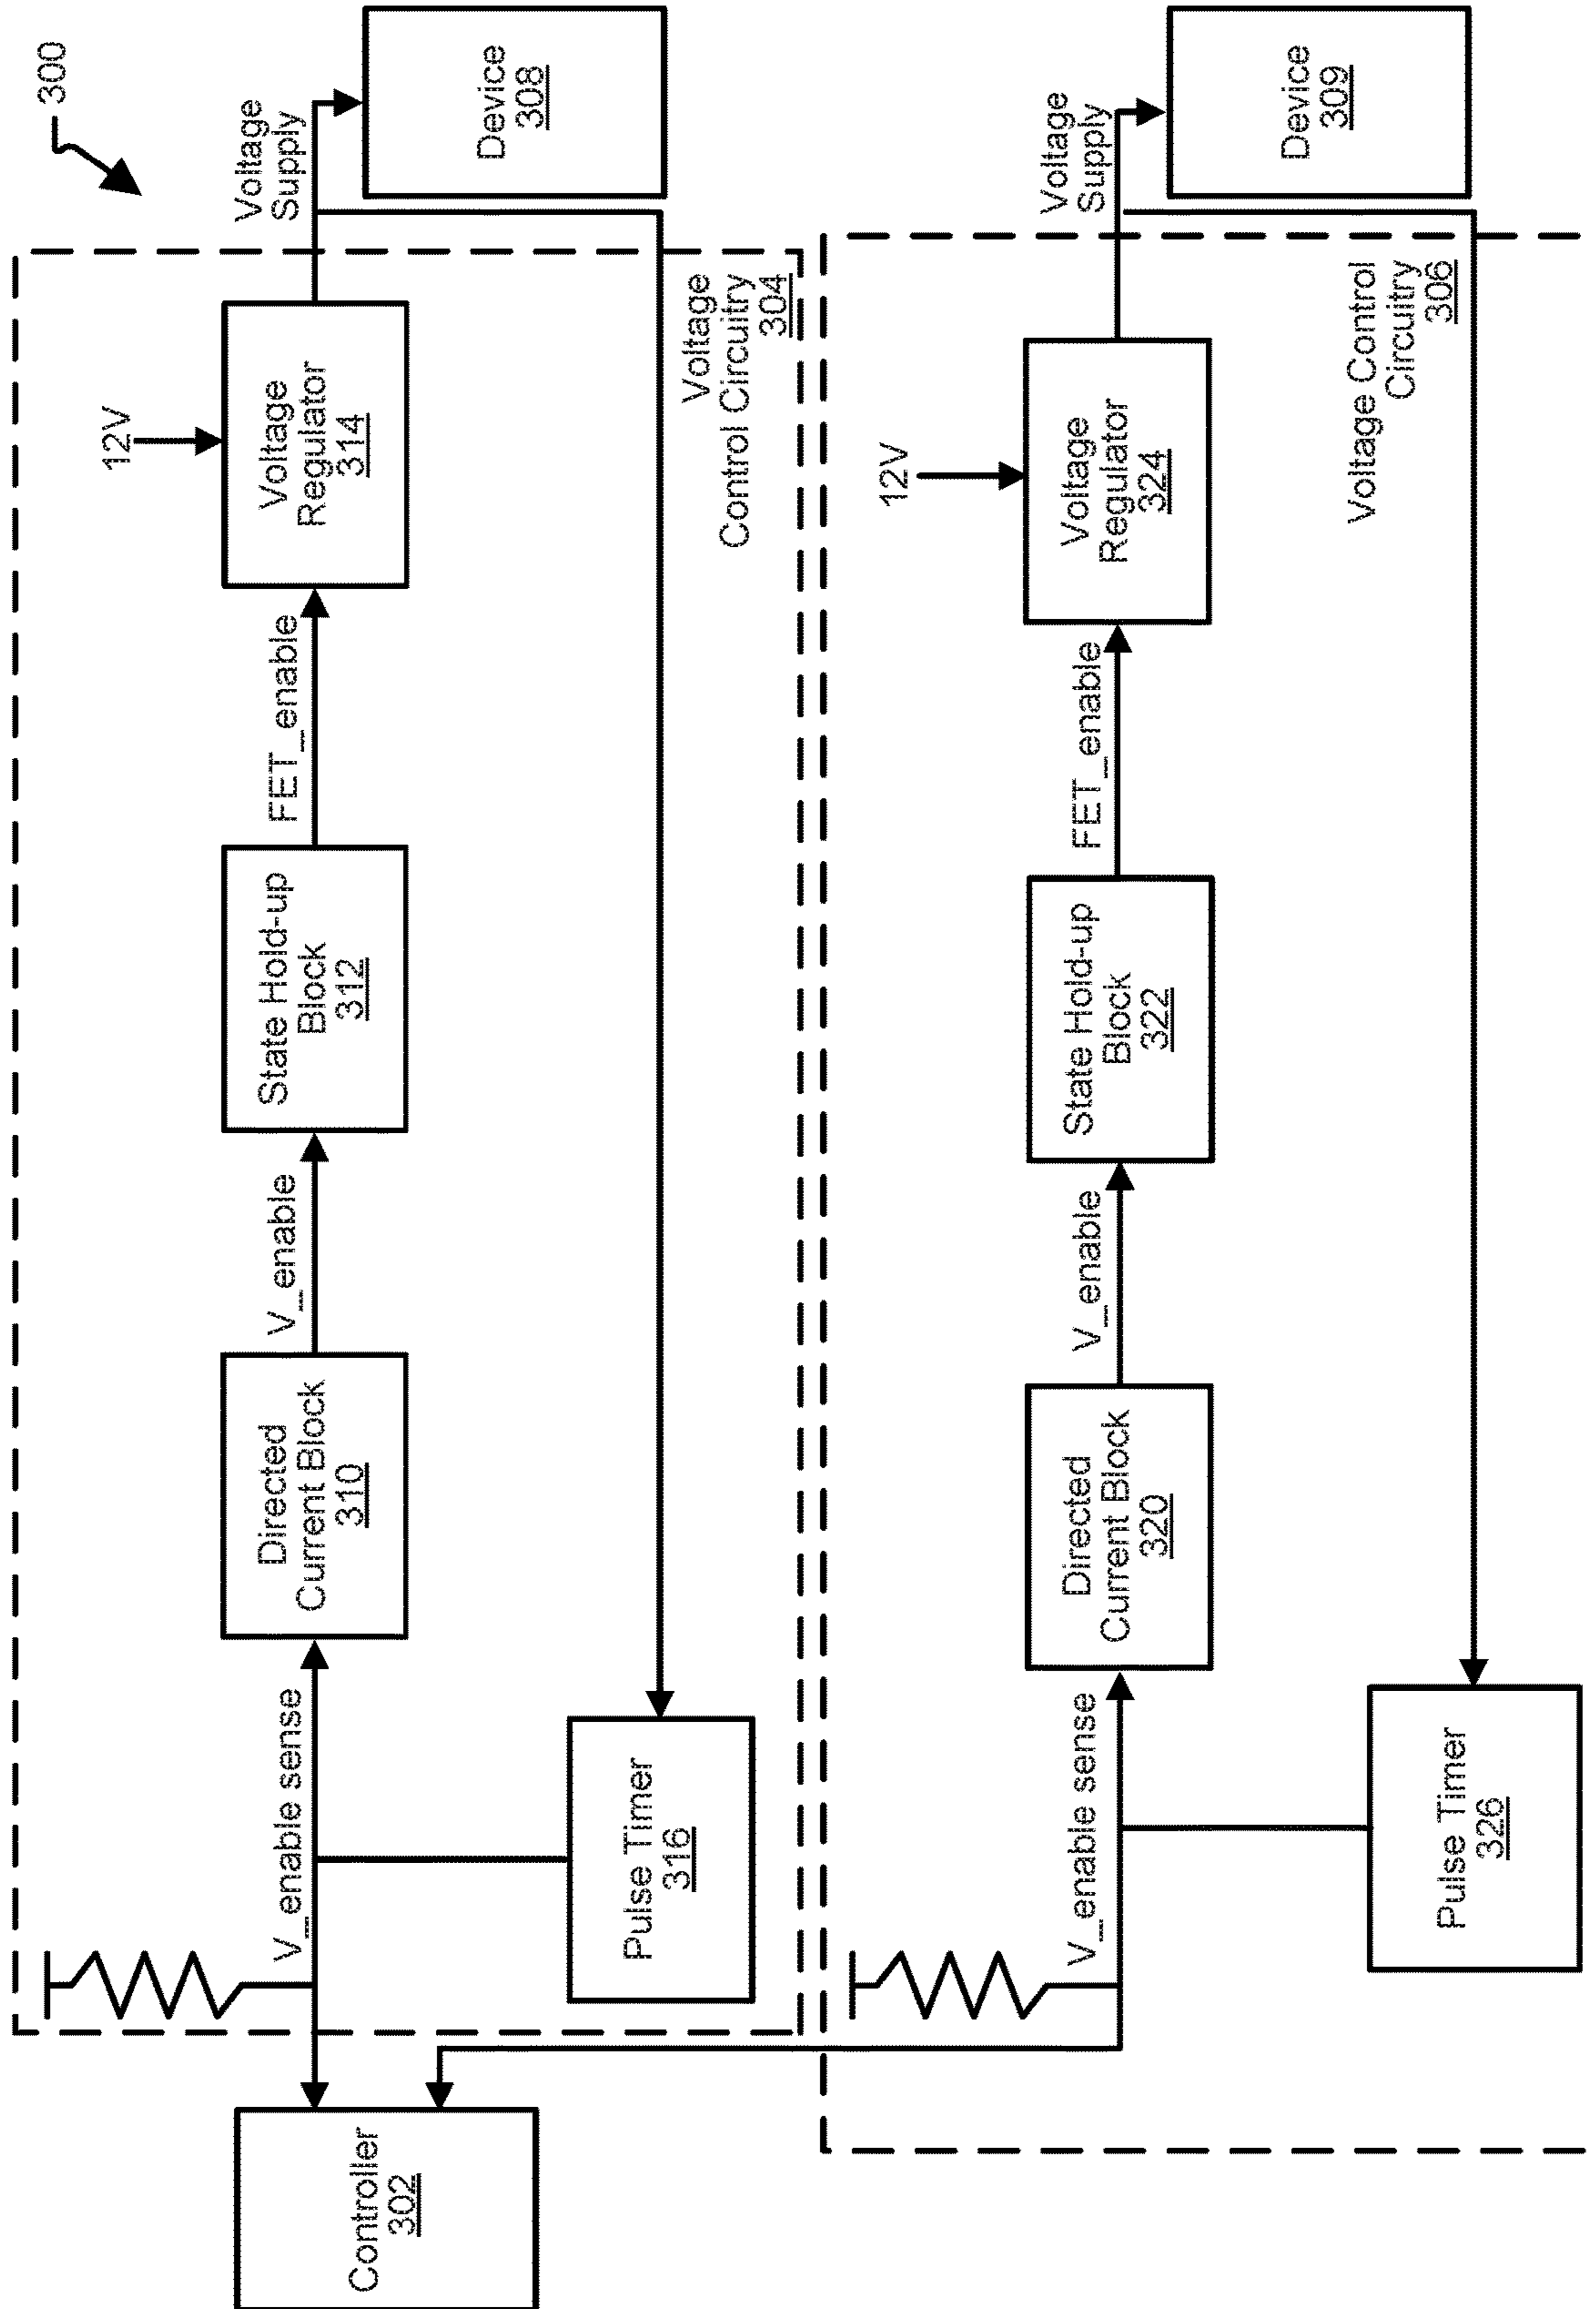 300
Controller
302
V_enable sense
Directed
Current Block
310
V_enable
State Hold-up
Block
312
FET_enable
12V
Voltage
Regulator
314
Voltage
Supply
Device
308
Pulse Timer
316
Voltage
Control Circuitry
304
V_enable sense
Directed
Current Block
320
V_enable
State Hold-up
Block
322
FET_enable
12V
Voltage
Regulator
324
Voltage
Supply
Device
309
Pulse Timer
326
Voltage Control
Circuitry
306